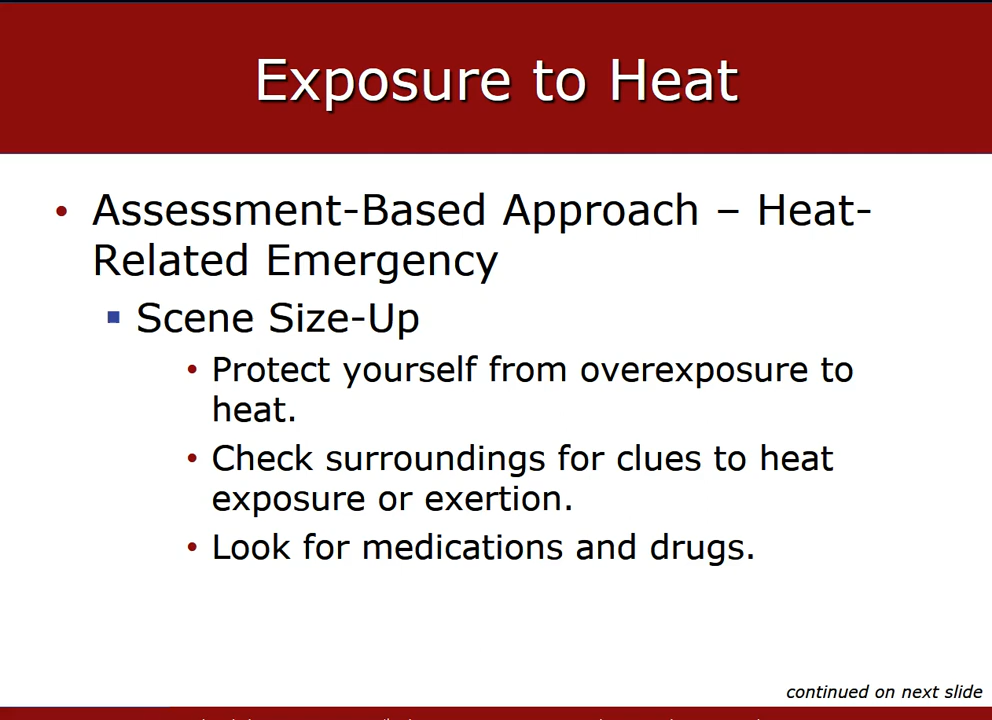 Exposure to Heat
• Assessment-Based Approach – Heat-
Related Emergency
▪ Scene Size-Up
• Protect yourself from overexposure to
heat.
• Check surroundings for clues to heat
exposure or exertion.
• Look for medications and drugs.
continued on next slide